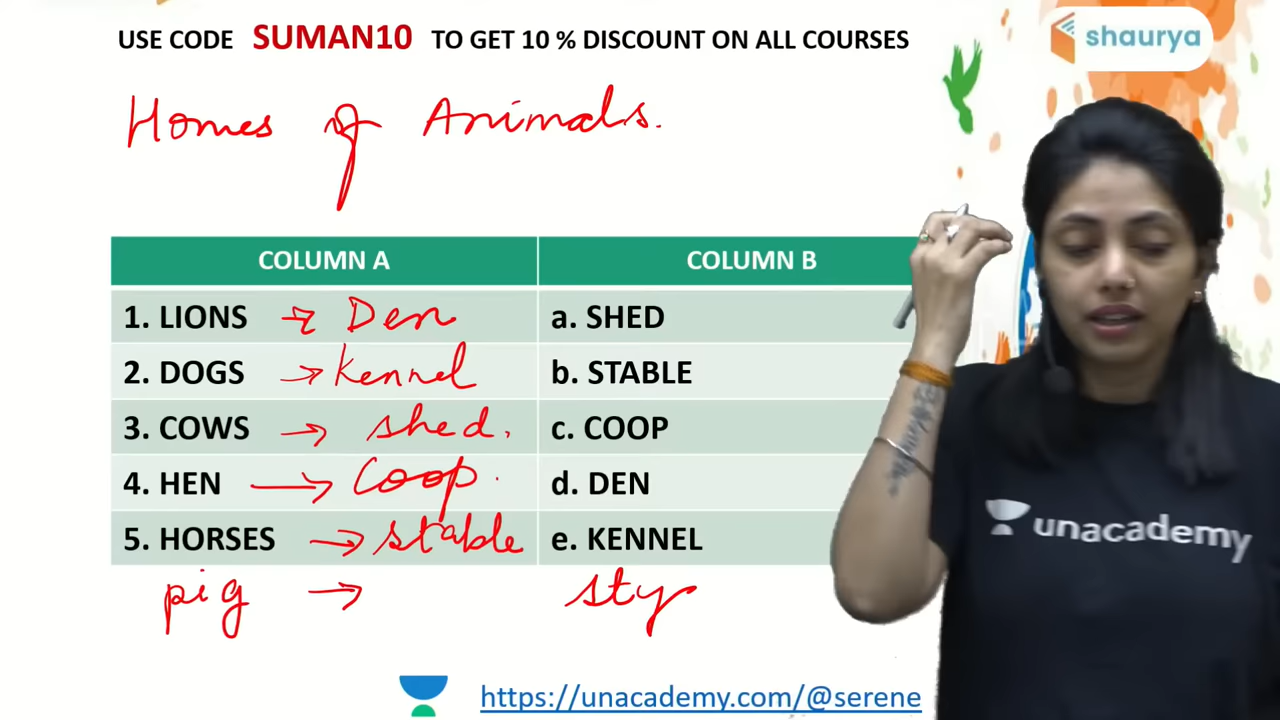 USE CODE SUMAN10 TO GET 10 % DISCOUNT ON ALL COURSES
shaurya
Homes of Animals.
COLUMN A COLUMN B
1. LIONS → Den a. SHED
2. DOGS → Kennel b. STABLE
3. COWS → shed. c. COOP
4. HEN → Coop. d. DEN
5. HORSES → stable e. KENNEL
pig → sty
unacademy
https://unacademy.com/@serene